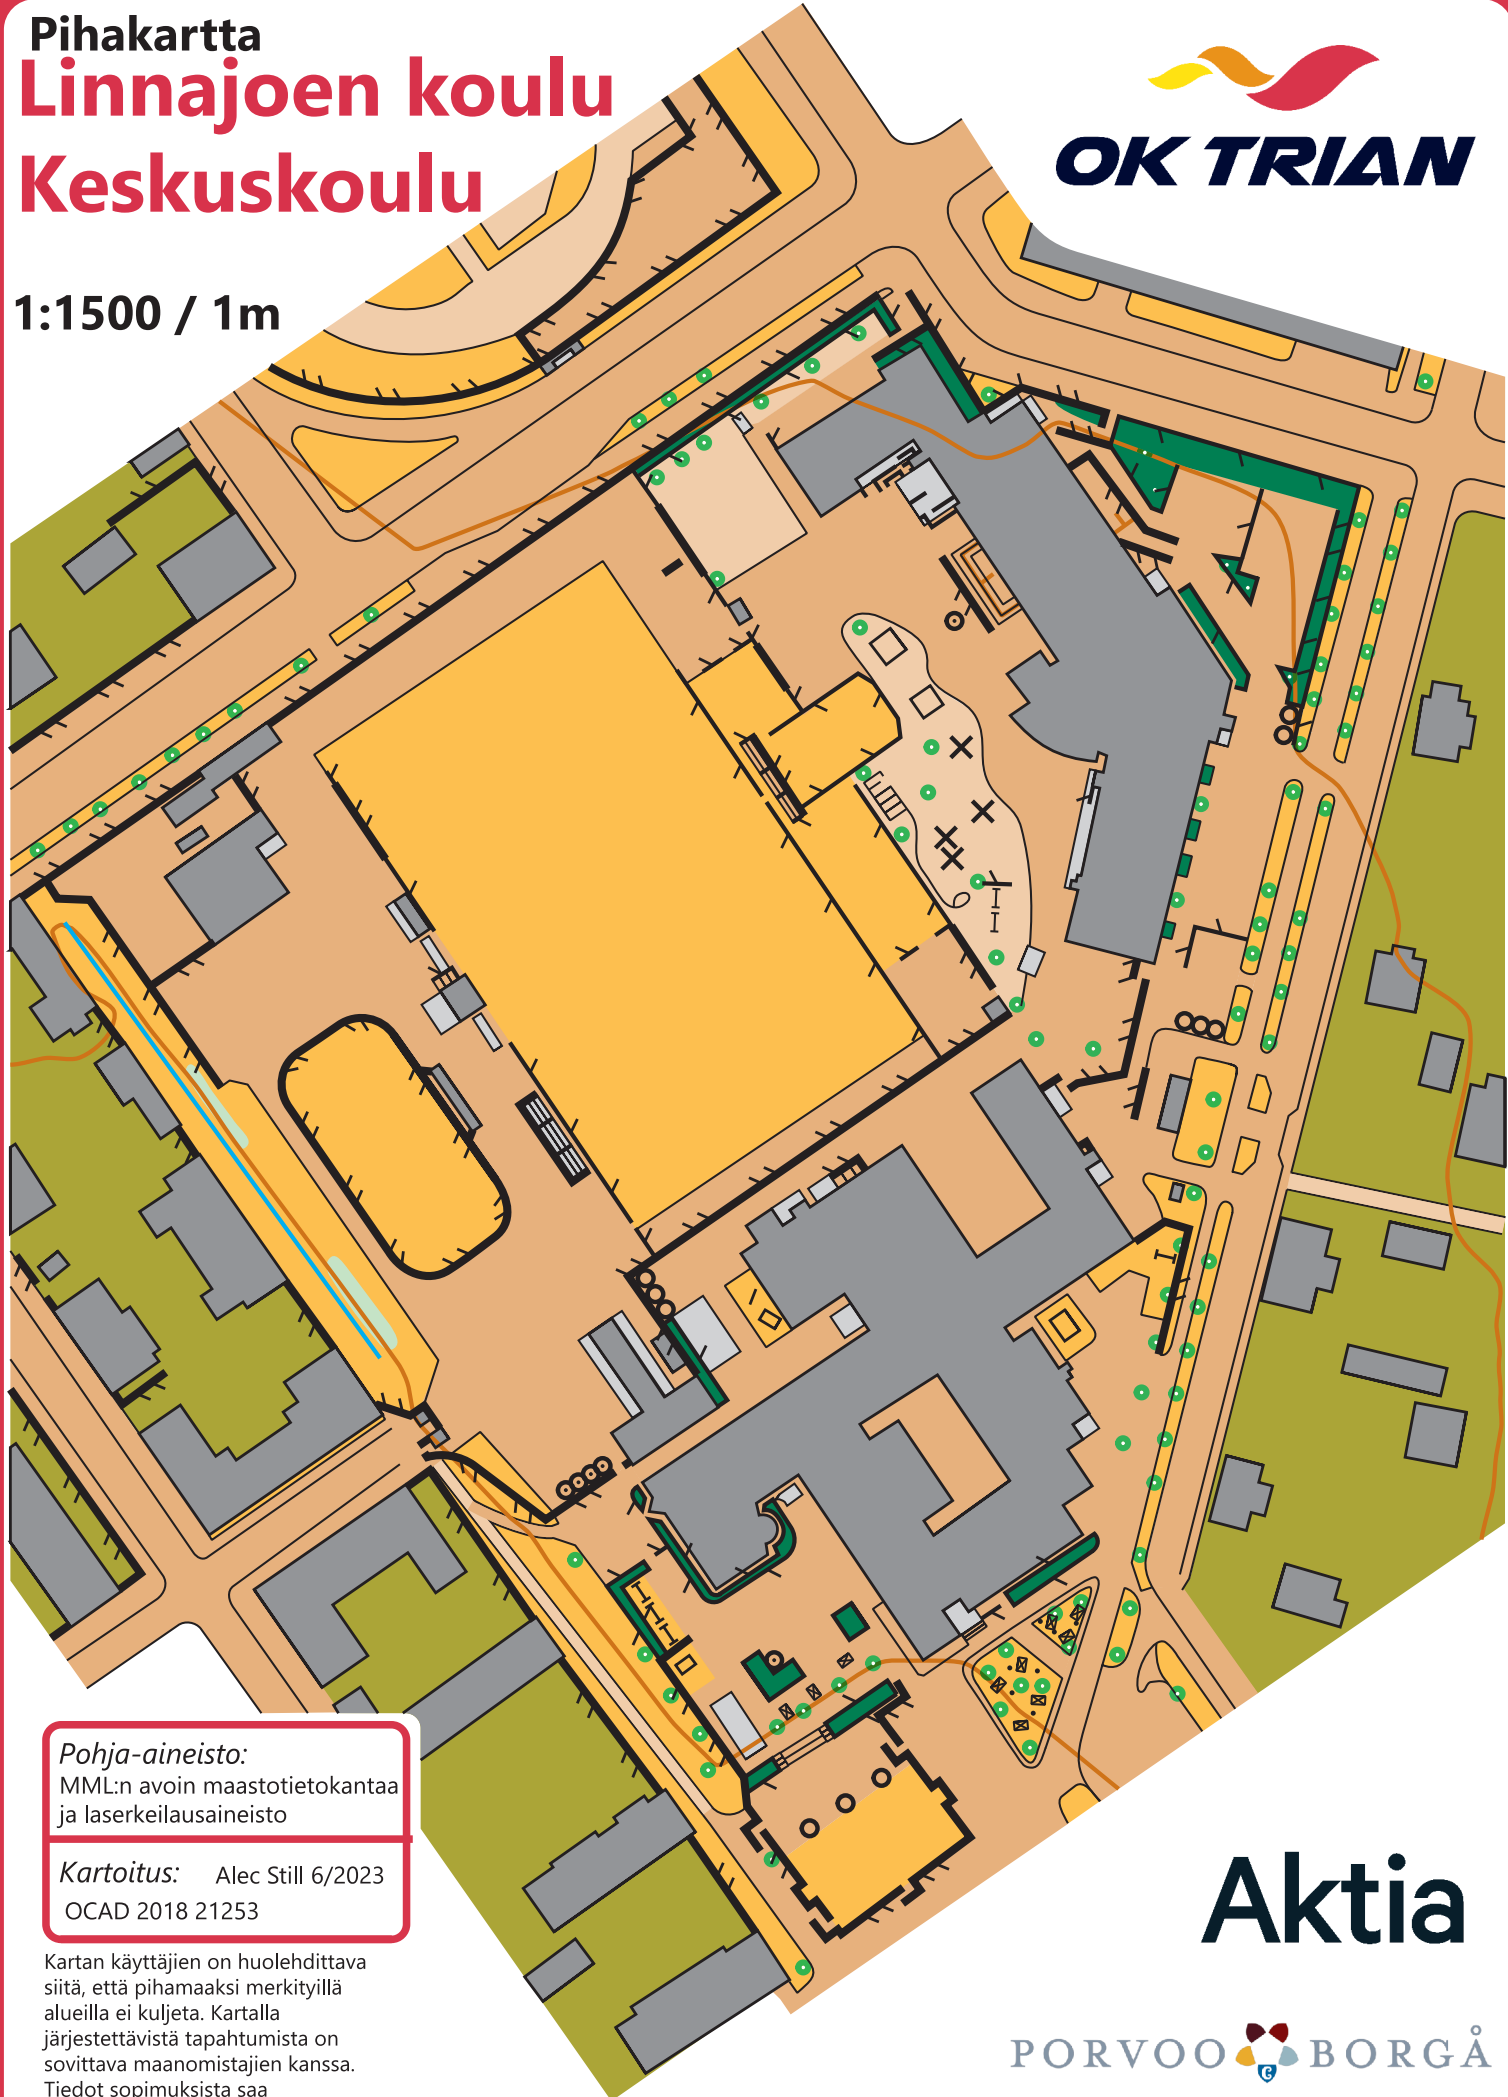 Pihakartta
Linnajoen koulu
Keskuskoulu
1:1500 / 1m
OK TRIAN
Pohja-aineisto:
MML:n avoin maastotietokantaa
ja laserkeilausaineisto
Kartoitus: Alec Still 6/2023
OCAD 2018 21253
Kartan käyttäjien on huolehdittava
siitä, että pihamaaksi merkityillä
alueilla ei kuljeta. Kartalla
järjestettävistä tapahtumista on
sovittava maanomistajien kanssa.
Tiedot sopimuksista saa
Aktia
PORVOO BORGÅ